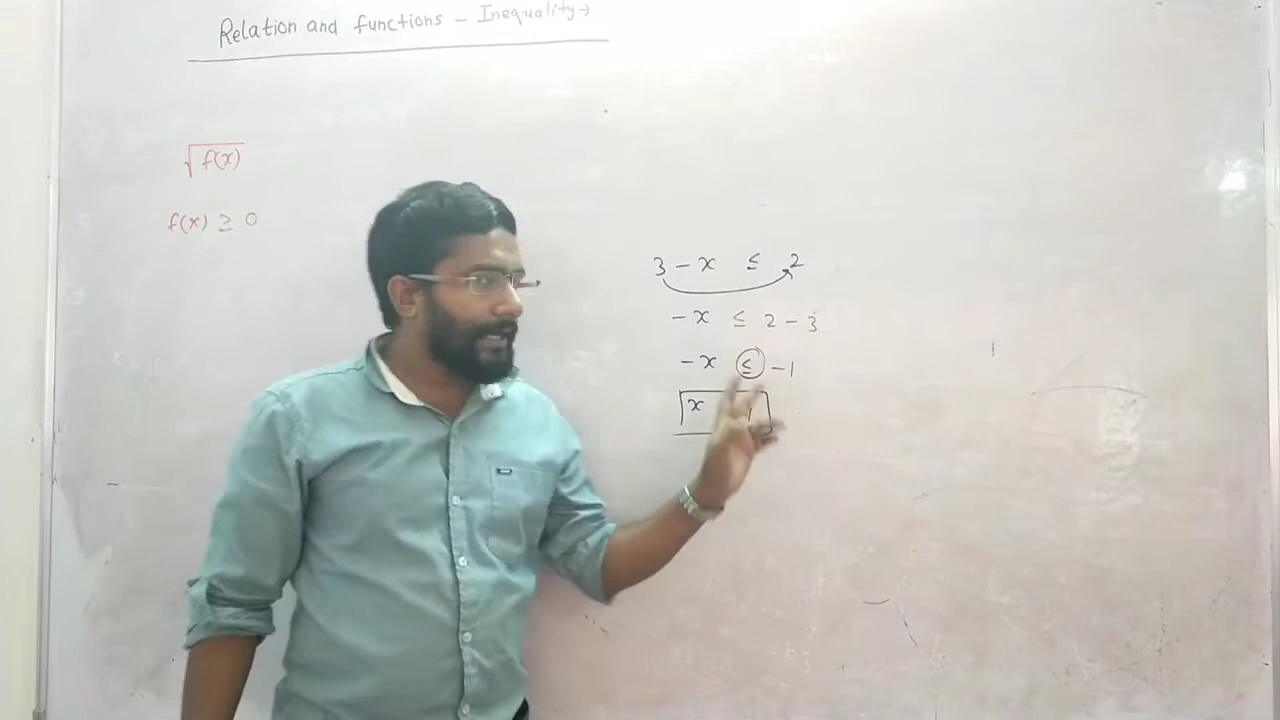 Relation and functions - Inequality →
√f(x)
f(x) ≥ 0
3 - x ≤ 2
- x ≤ 2 - 3
- x ≤ - 1
x 1